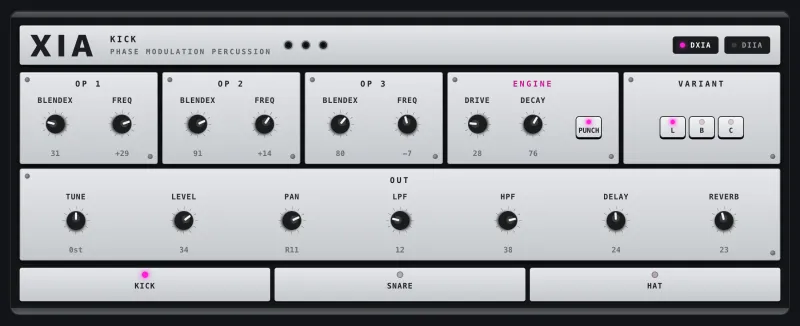 XIA
KICK
PHASE MODULATION PERCUSSION
DXIA
DIIA
OP 1
BLENDEX FREQ
31 +29
OP 2
BLENDEX FREQ
91 +14
OP 3
BLENDEX FREQ
80 −7
ENGINE
DRIVE DECAY
PUNCH
28 76
VARIANT
L B C
OUT
TUNE LEVEL PAN LPF HPF DELAY REVERB
0st 34 R11 12 38 24 23
KICK SNARE HAT